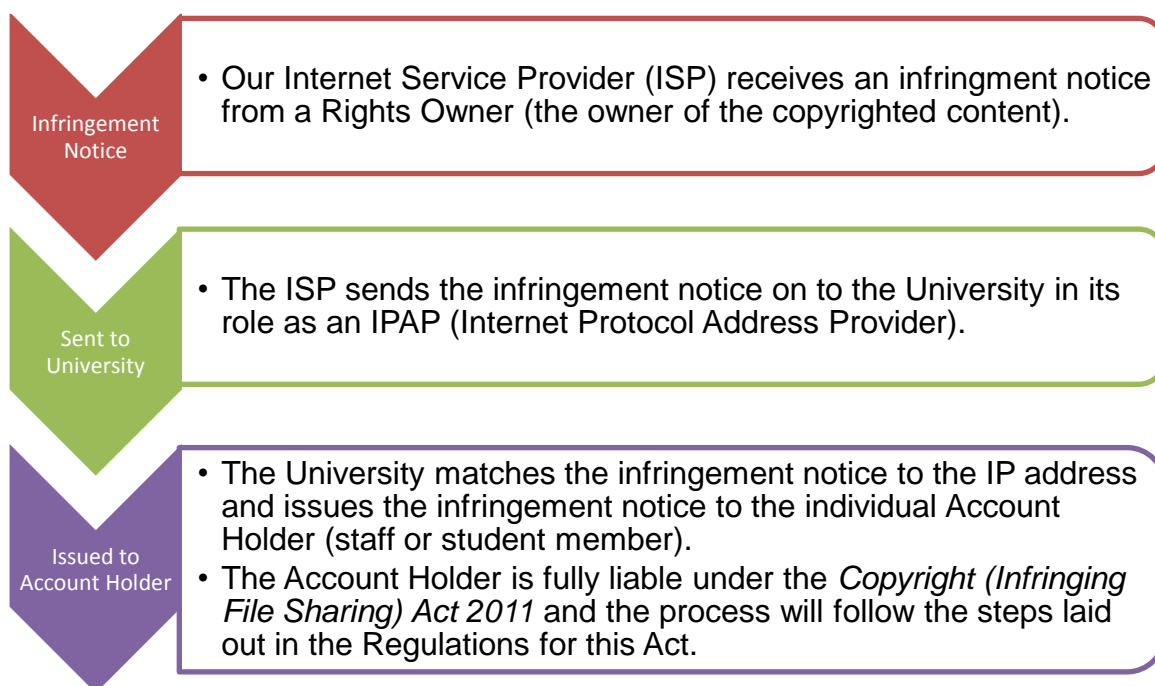 Infringement
Notice
• Our Internet Service Provider (ISP) receives an infringment notice
from a Rights Owner (the owner of the copyrighted content).
Sent to
University
• The ISP sends the infringement notice on to the University in its
role as an IPAP (Internet Protocol Address Provider).
Issued to
Account Holder
• The University matches the infringement notice to the IP address
and issues the infringement notice to the individual Account
Holder (staff or student member).
• The Account Holder is fully liable under the Copyright (Infringing
File Sharing) Act 2011 and the process will follow the steps laid
out in the Regulations for this Act.